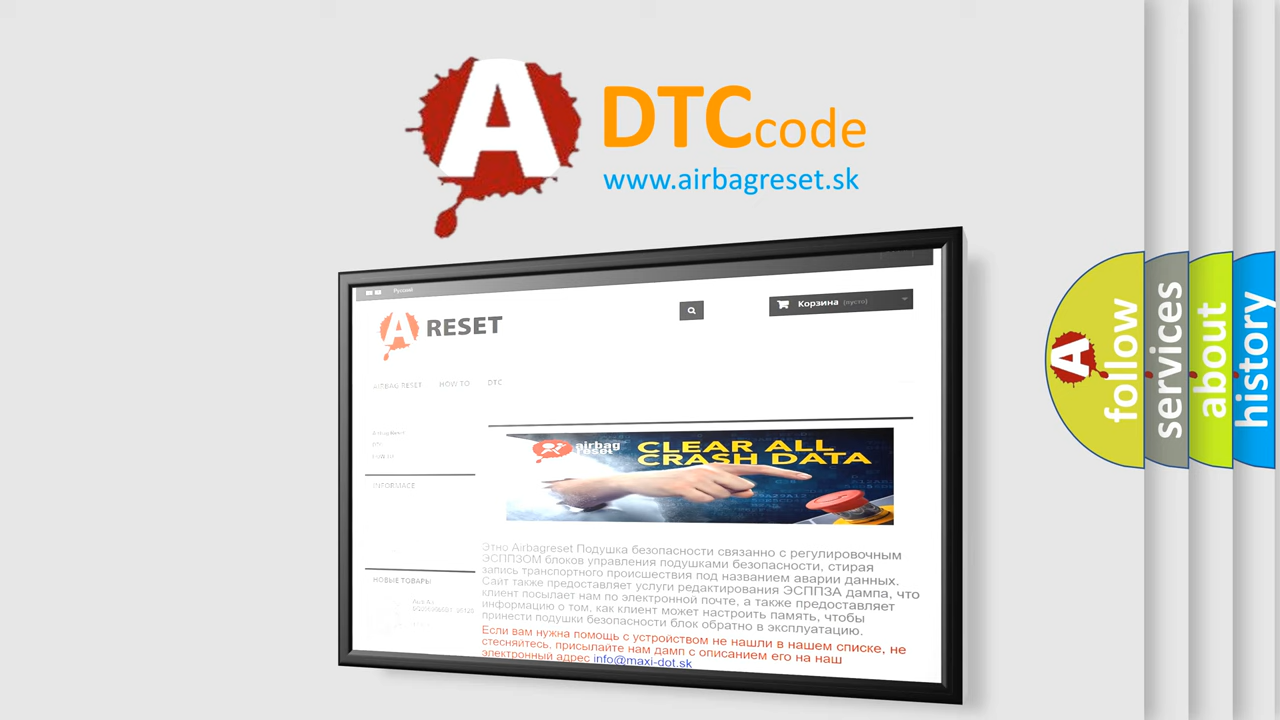 A DTCcode
www.airbagreset.sk
Русский
Корзина (пусто)
A RESET
AIRBAG RESET HOW TO DTC
airbag
reset
CLEAR ALL
CRASH DATA
INFORMACE
Этно Airbagreset Подушка безопасности связанно с регулировочным
ЭСППЗОМ блоков управления подушками безопасности, стирая
запись транспортного происшествия под названием аварии данных.
Сайт также предоставляет услуги редактирования ЭСППЗА дампа, что
клиент посылает нам по электронной почте, а также предоставляет
информацию о том, как клиент может настроить память, чтобы
принести подушки безопасности блок обратно в эксплуатацию.
Если вам нужна помощь с устройством не нашли в нашем списке, не
стесняйтесь, присылайте нам дамп с описанием его на наш
электронный адрес info@maxi-dot.sk
НОВЫЕ ТОВАРЫ
A follow
services
about
history